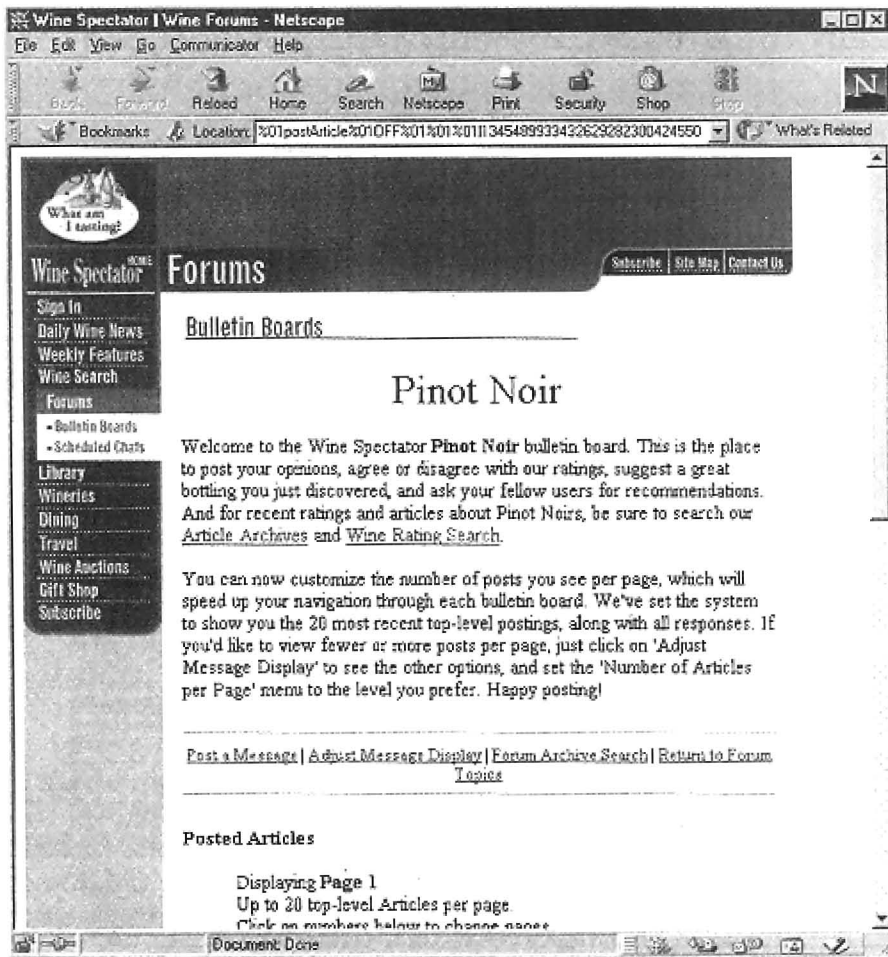 Wine Spectator | Wine Forums - Netscape
File Edit View Go Communicator Help
Back Forward Reload Home Search Netscape Print Security Shop Stop
N
Bookmarks Location: What's Related
What am
I tasting?
Wine Spectator HOME
Forums
Subscribe Site Map Contact Us
Sign In
Daily Wine News
Weekly Features
Wine Search
Forums
• Bulletin Boards
• Scheduled Chats
Library
Wineries
Dining
Travel
Wine Auctions
Gift Shop
Subscribe
Bulletin Boards
Pinot Noir
Welcome to the Wine Spectator Pinot Noir bulletin board. This is the place
to post your opinions, agree or disagree with our ratings, suggest a great
bottling you just discovered, and ask your fellow users for recommendations.
And for recent ratings and articles about Pinot Noirs, be sure to search our
Article Archives and Wine Rating Search.
You can now customize the number of posts you see per page, which will
speed up your navigation through each bulletin board. We've set the system
to show you the 20 most recent top-level postings, along with all responses. If
you'd like to view fewer or more posts per page, just click on 'Adjust
Message Display' to see the other options, and set the 'Number of Articles
per Page' menu to the level you prefer. Happy posting!
Post a Message | Adjust Message Display | Forum Archive Search | Return to Forum
Topics
Posted Articles
Displaying Page 1
Up to 20 top-level Articles per page.
Click on numbers below to change pages
Document: Done